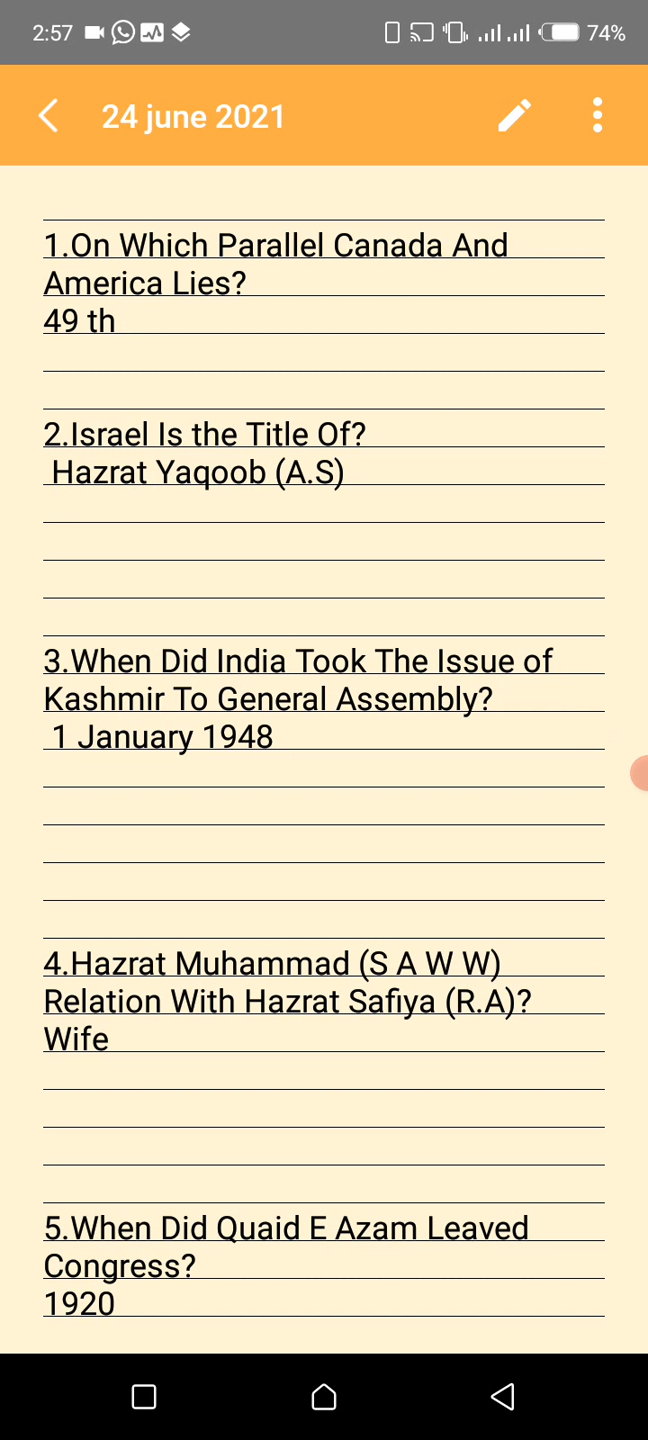 2:57
74%
24 june 2021
1.On Which Parallel Canada And
America Lies?
49 th
2.Israel Is the Title Of?
Hazrat Yaqoob (A.S)
3.When Did India Took The Issue of
Kashmir To General Assembly?
1 January 1948
4.Hazrat Muhammad (S A W W)
Relation With Hazrat Safiya (R.A)?
Wife
5.When Did Quaid E Azam Leaved
Congress?
1920